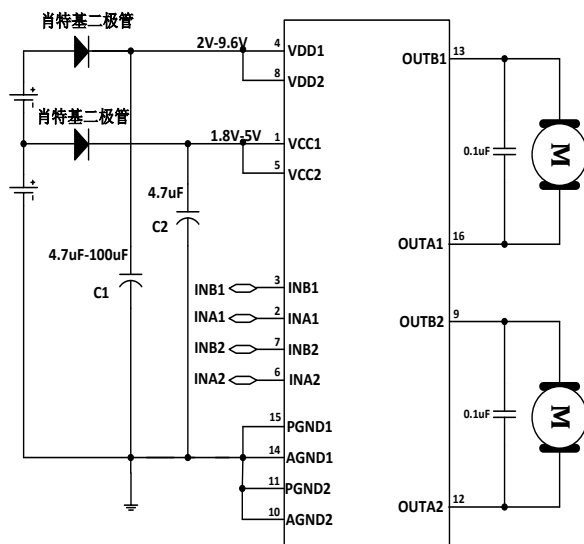 肖特基二极管
2V-9.6V
4
VDD1
8
VDD2
肖特基二极管
1.8V-5V
1
VCC1
5
VCC2
4.7uF
C2
4.7uF-100uF
C1
INB1
3
INB1
INA1
2
INA1
INB2
7
INB2
INA2
6
INA2
15
PGND1
14
AGND1
11
PGND2
10
AGND2
OUTB1
13
0.1uF
M
OUTA1
16
OUTB2
9
0.1uF
M
OUTA2
12